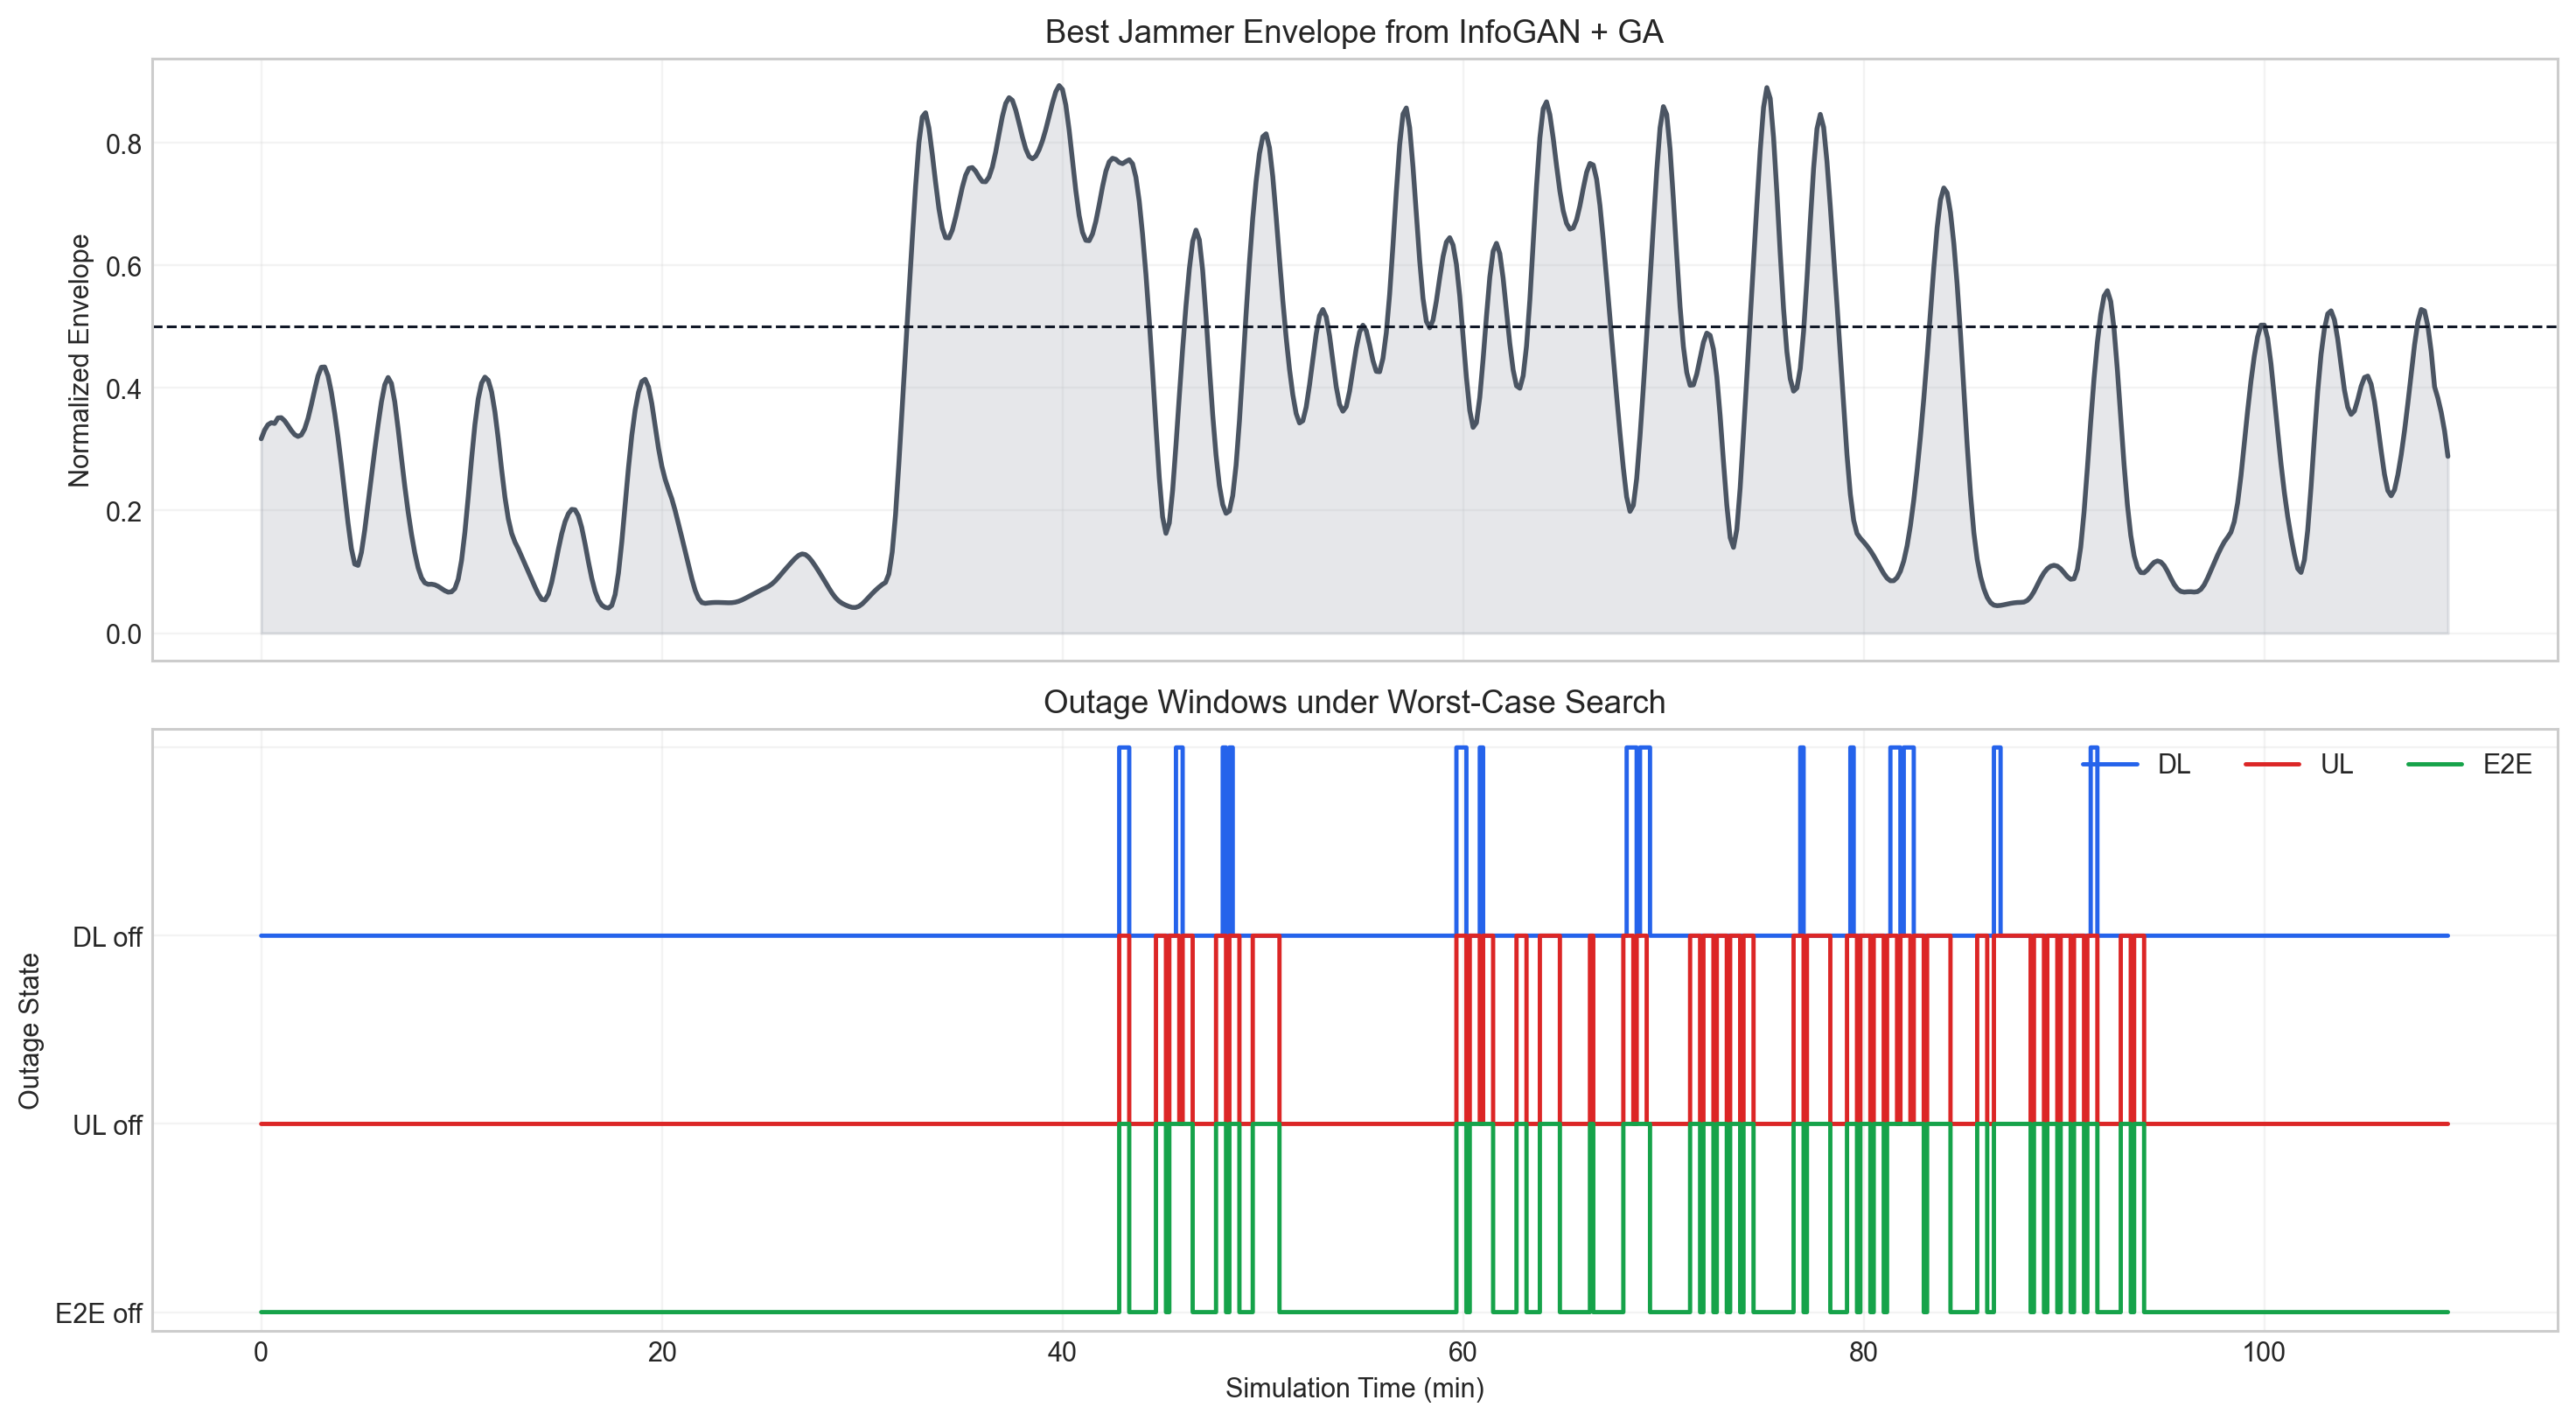 Best Jammer Envelope from InfoGAN + GA
Normalized Envelope
0.8
0.6
0.4
0.2
0.0
Outage Windows under Worst-Case Search
Outage State
DL off
UL off
E2E off
DL UL E2E
0 20 40 60 80 100
Simulation Time (min)